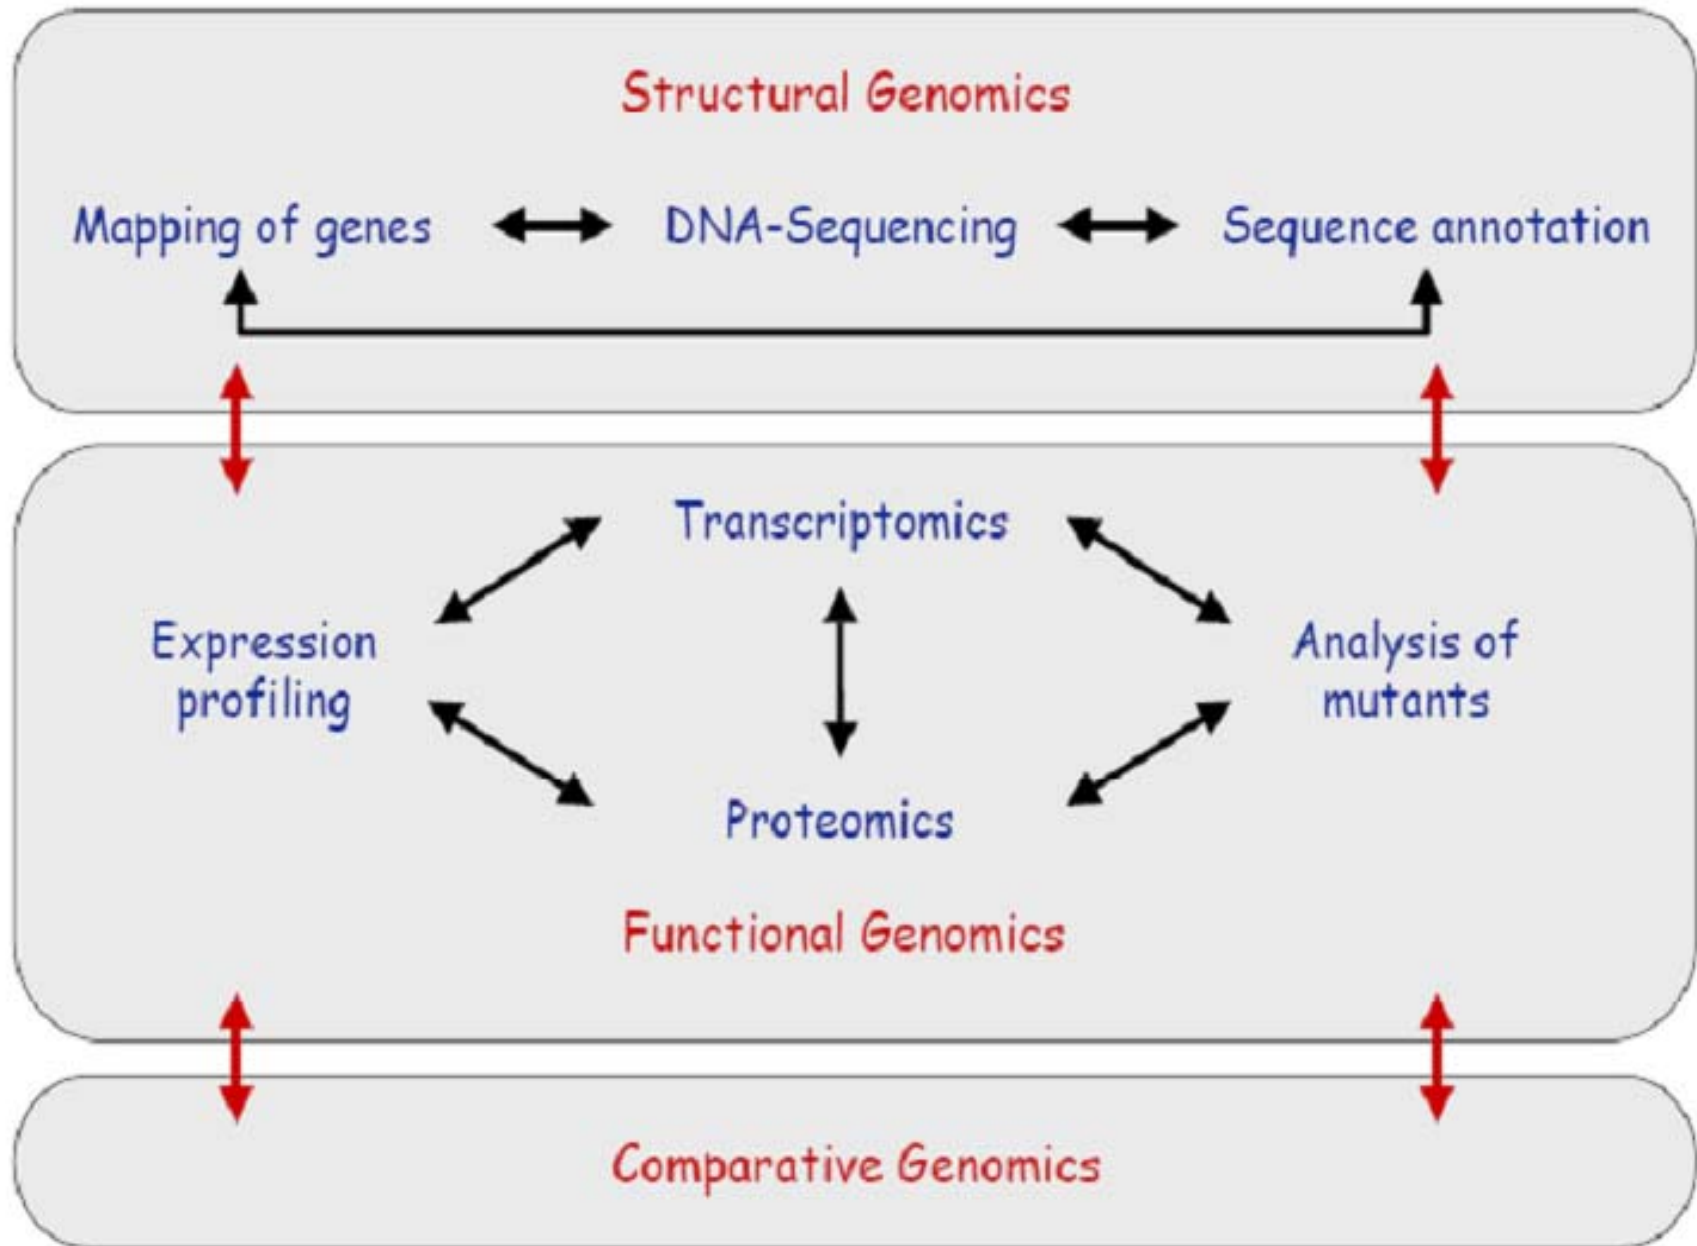 Structural Genomics
Mapping of genes
DNA-Sequencing
Sequence annotation
Transcriptomics
Expression
profiling
Analysis of
mutants
Proteomics
Functional Genomics
Comparative Genomics